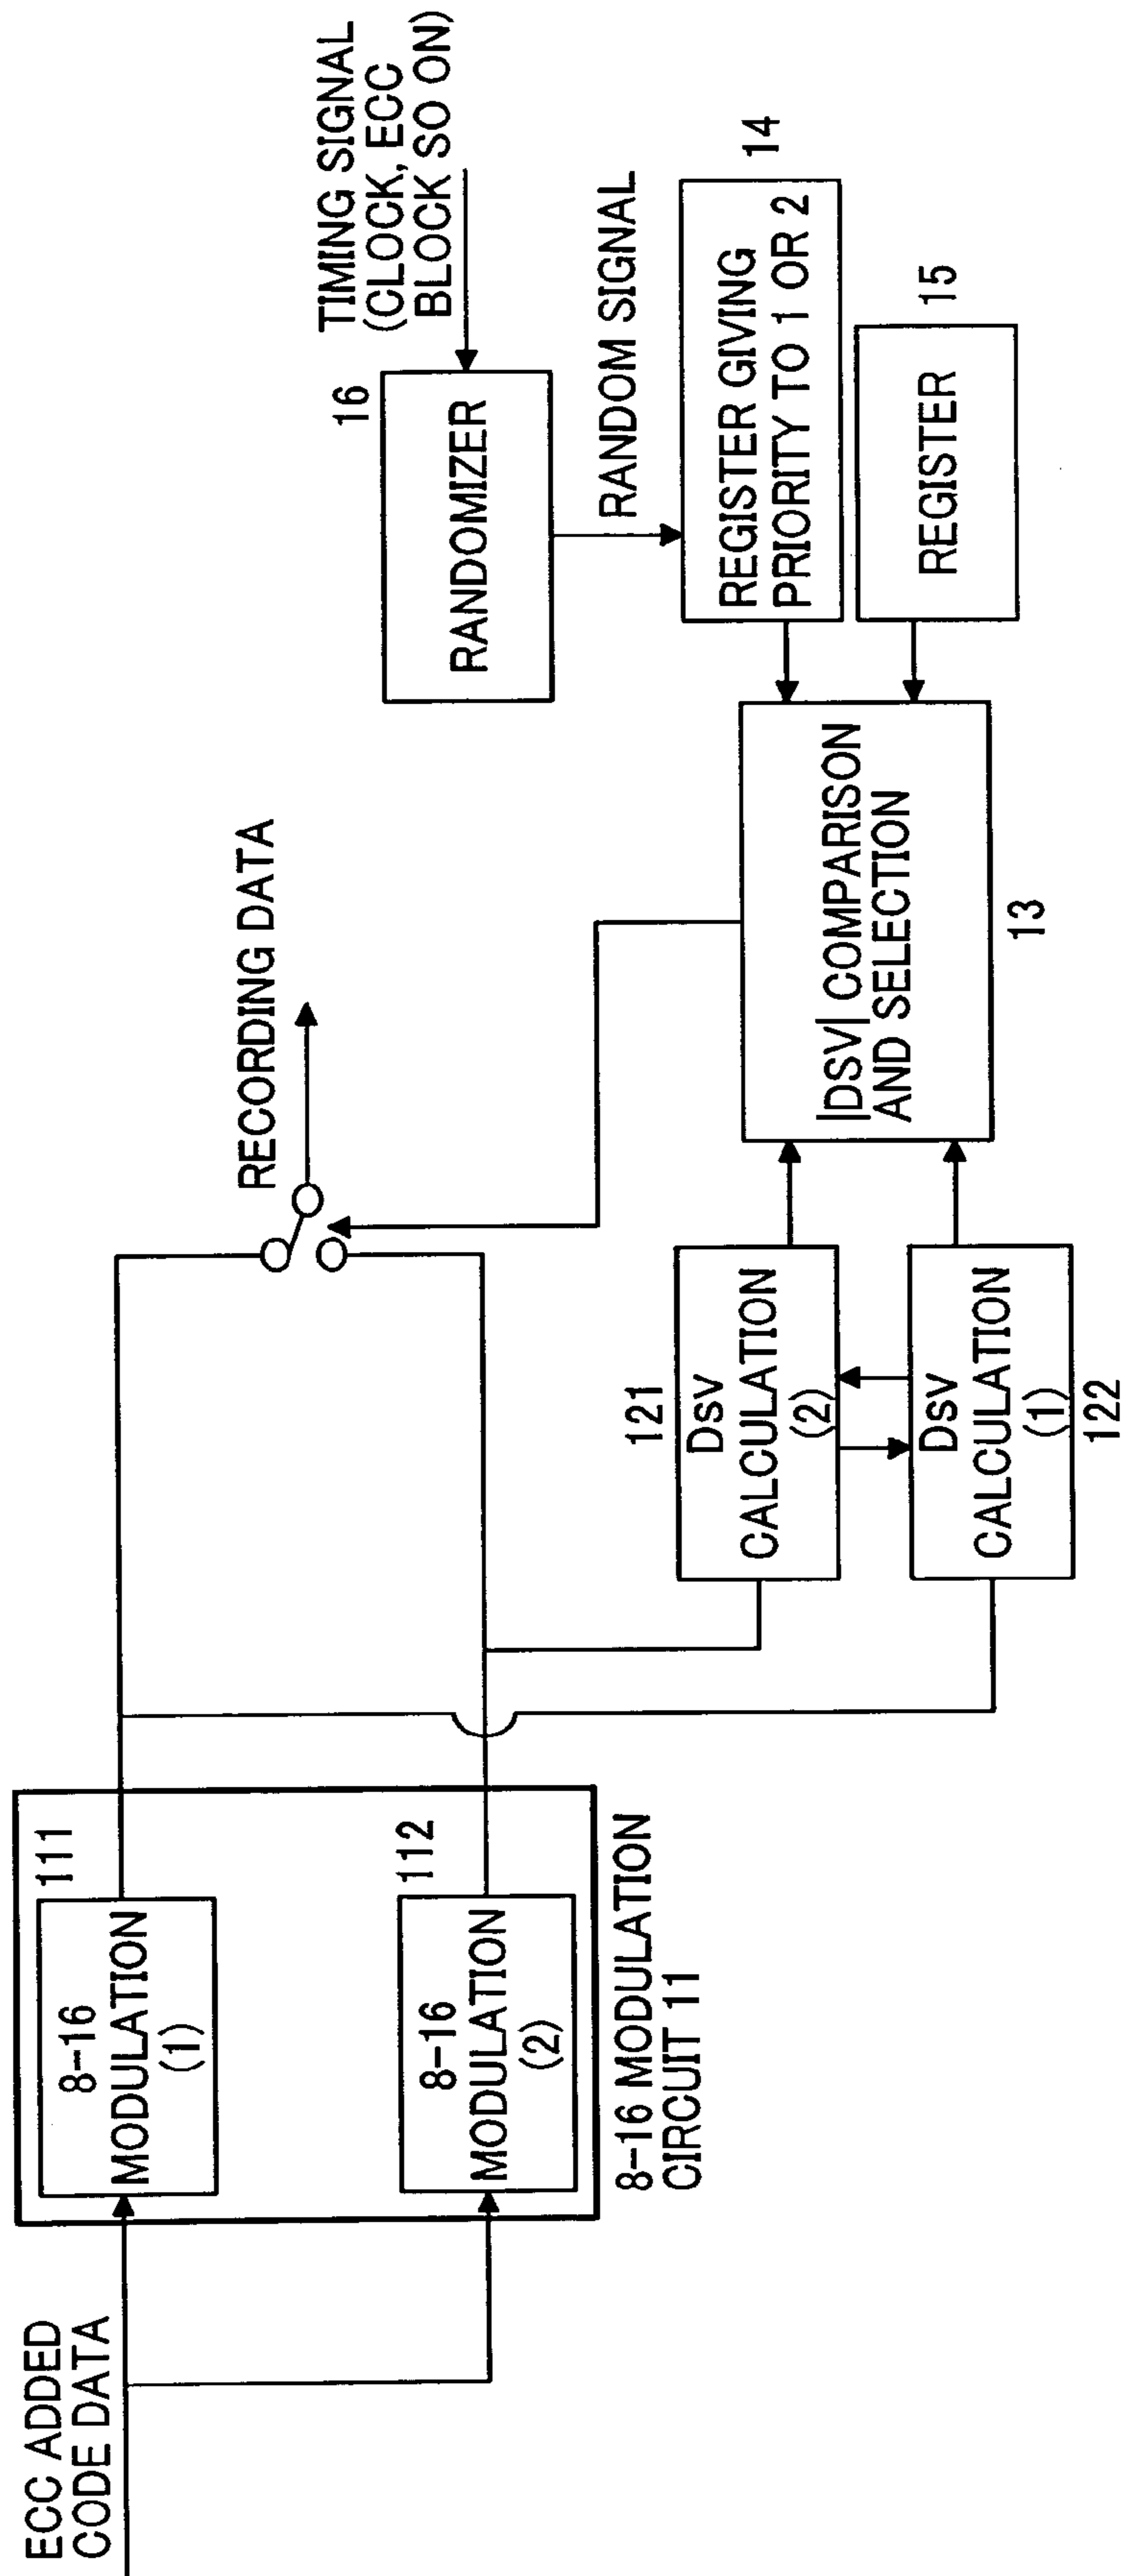 ECC ADDED
CODE DATA
111
8-16
MODULATION
(1)
112
8-16
MODULATION
(2)
8-16 MODULATION
CIRCUIT 11
RECORDING DATA
121
Dsv
CALCULATION
(2)
Dsv
CALCULATION
(1)
122
|DSV| COMPARISON
AND SELECTION
13
TIMING SIGNAL
(CLOCK, ECC
BLOCK SO ON)
16
RANDOMIZER
RANDOM SIGNAL
REGISTER GIVING
PRIORITY TO 1 OR 2
14
REGISTER
15